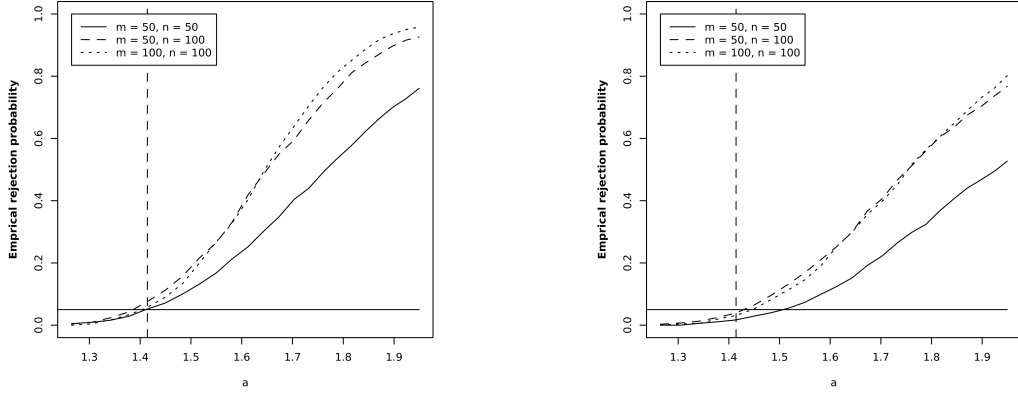 m = 50, n = 50
m = 50, n = 100
m = 100, n = 100
Emprical rejection probability
1.0
0.8
0.6
0.4
0.2
0.0
1.3 1.4 1.5 1.6 1.7 1.8 1.9
a
m = 50, n = 50
m = 50, n = 100
m = 100, n = 100
Emprical rejection probability
1.0
0.8
0.6
0.4
0.2
0.0
1.3 1.4 1.5 1.6 1.7 1.8 1.9
a